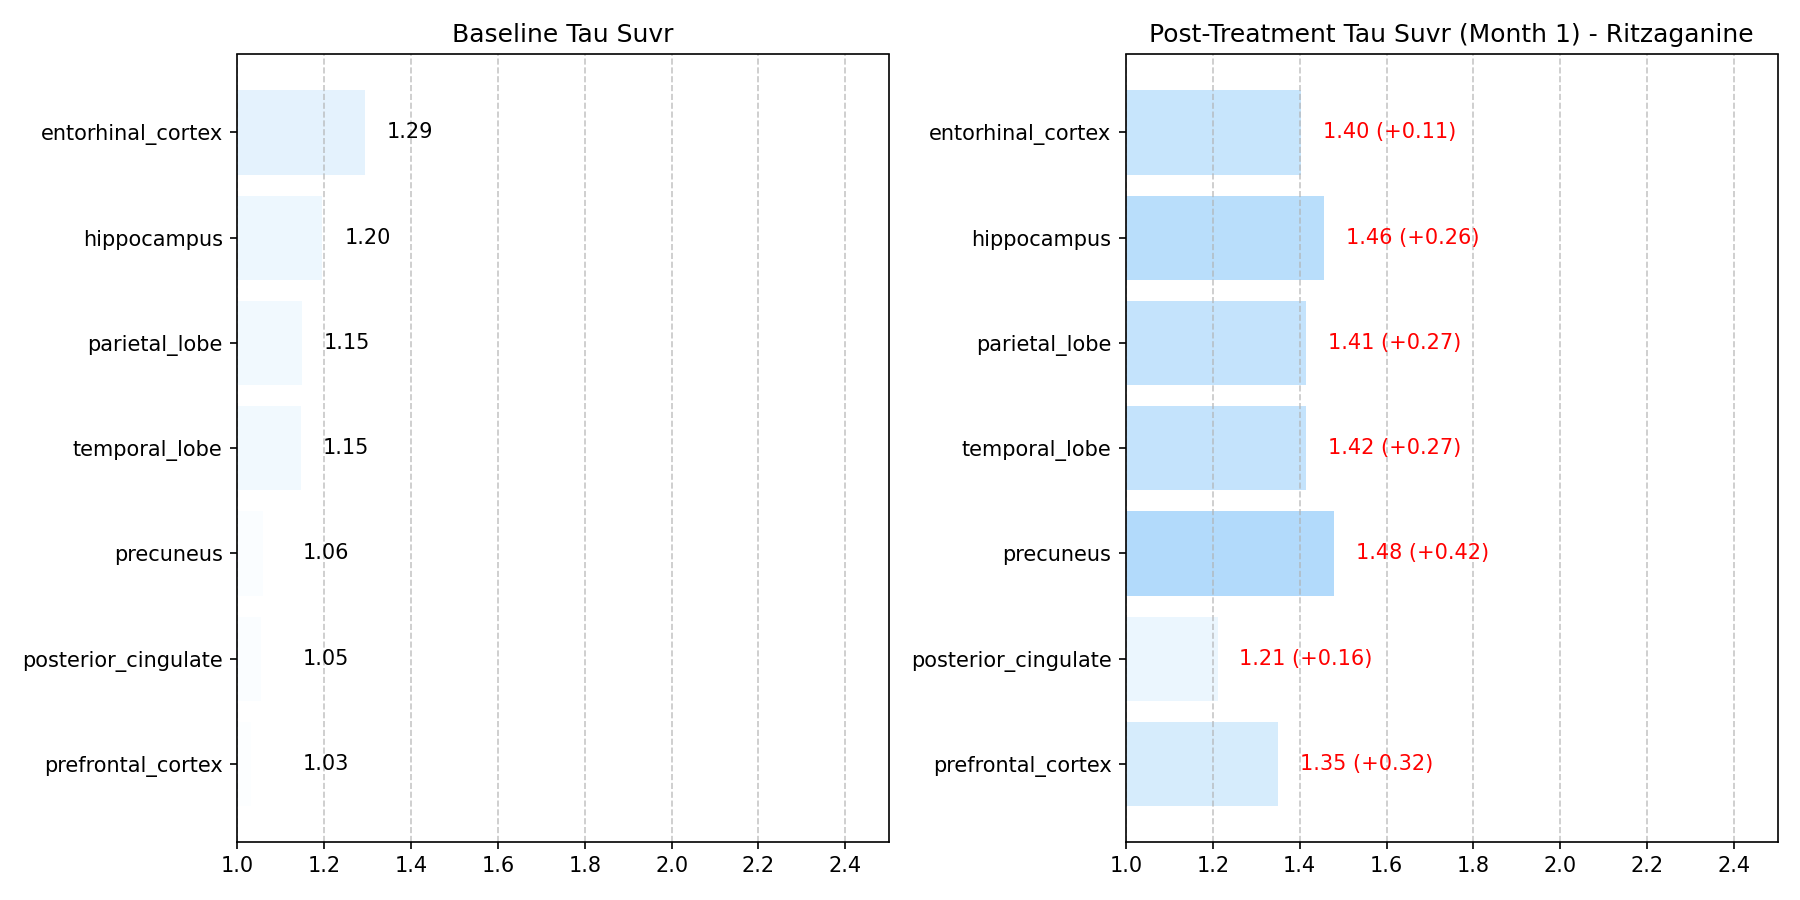 Baseline Tau Suvr
entorhinal_cortex
1.29
hippocampus
1.20
parietal_lobe
1.15
temporal_lobe
1.15
precuneus
1.06
posterior_cingulate
1.05
prefrontal_cortex
1.03
1.0 1.2 1.4 1.6 1.8 2.0 2.2 2.4
Post-Treatment Tau Suvr (Month 1) - Ritzaganine
entorhinal_cortex
1.40 (+0.11)
hippocampus
1.46 (+0.26)
parietal_lobe
1.41 (+0.27)
temporal_lobe
1.42 (+0.27)
precuneus
1.48 (+0.42)
posterior_cingulate
1.21 (+0.16)
prefrontal_cortex
1.35 (+0.32)
1.0 1.2 1.4 1.6 1.8 2.0 2.2 2.4